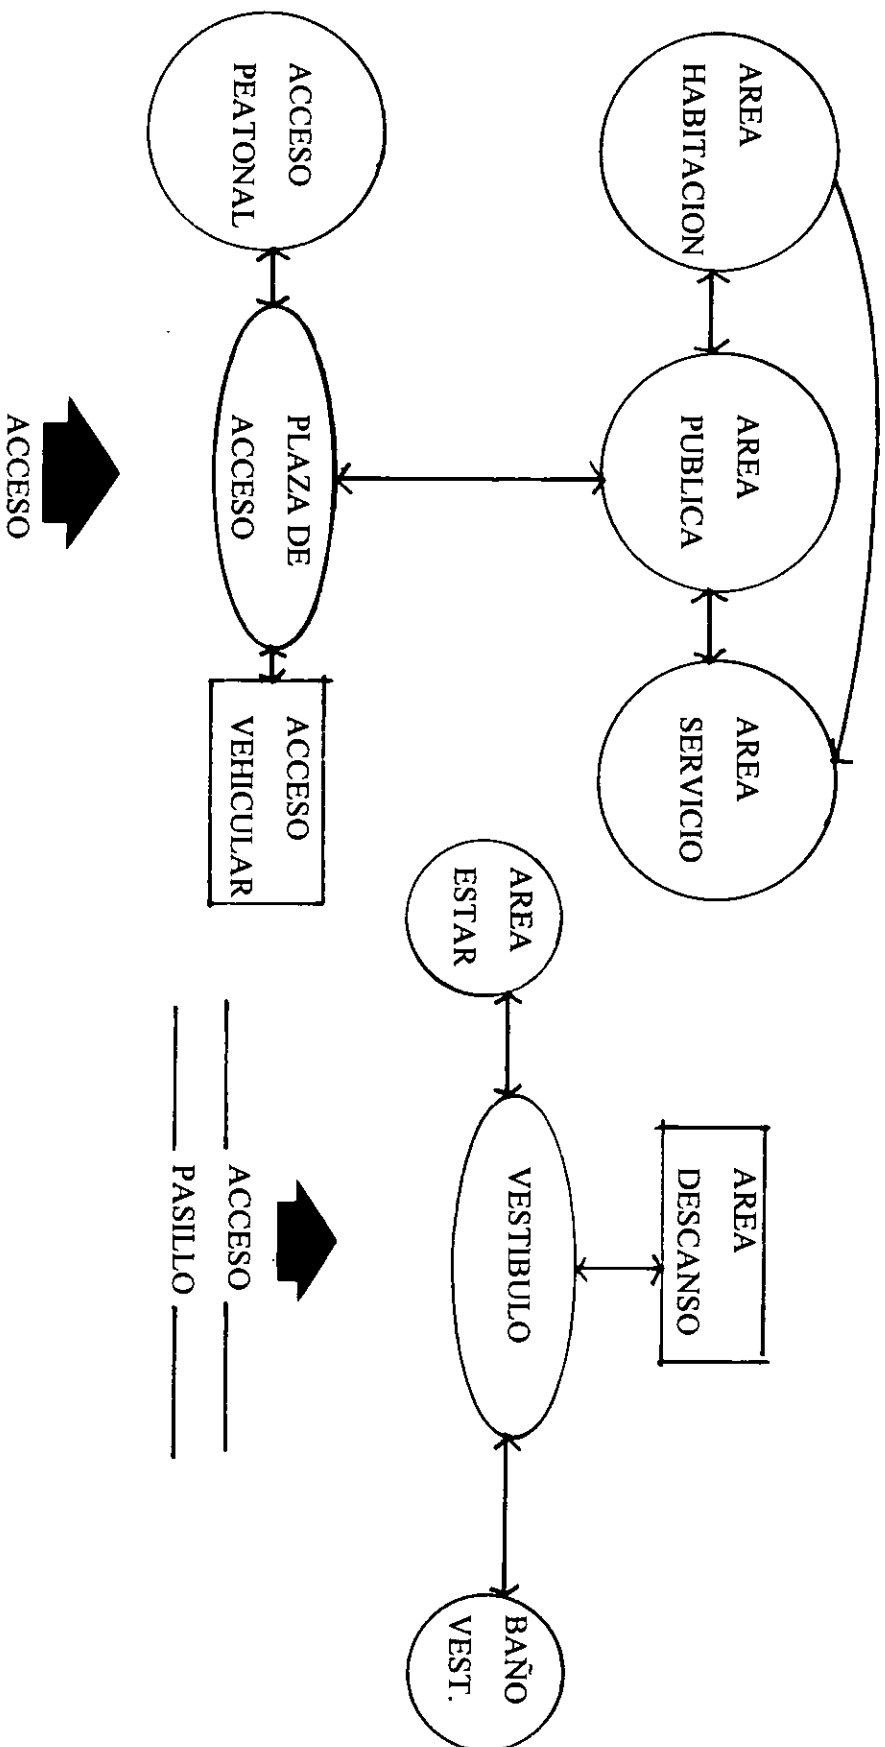 AREA
HABITACION
AREA
PUBLICA
AREA
SERVICIO
ACCESO
PEATONAL
PLAZA DE
ACCESO
ACCESO
VEHICULAR
ACCESO
AREA
DESCANSO
AREA
ESTAR
VESTIBULO
BAÑO
VEST.
ACCESO
PASILLO